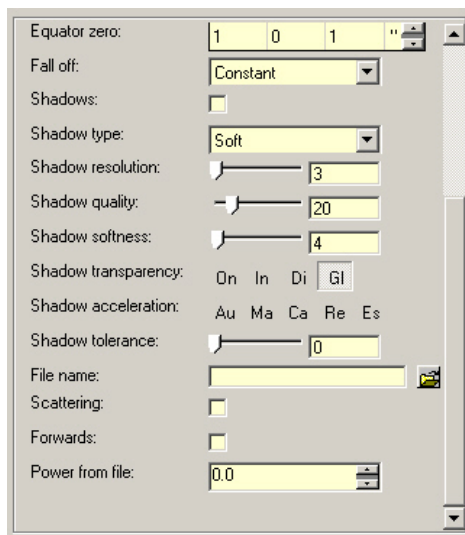 Equator zero: 1 0 1 "
Fall off: Constant
Shadows:
Shadow type: Soft
Shadow resolution: 3
Shadow quality: 20
Shadow softness: 4
Shadow transparency: On In Di Gl
Shadow acceleration: Au Ma Ca Re Es
Shadow tolerance: 0
File name:
Scattering:
Forwards:
Power from file: 0.0